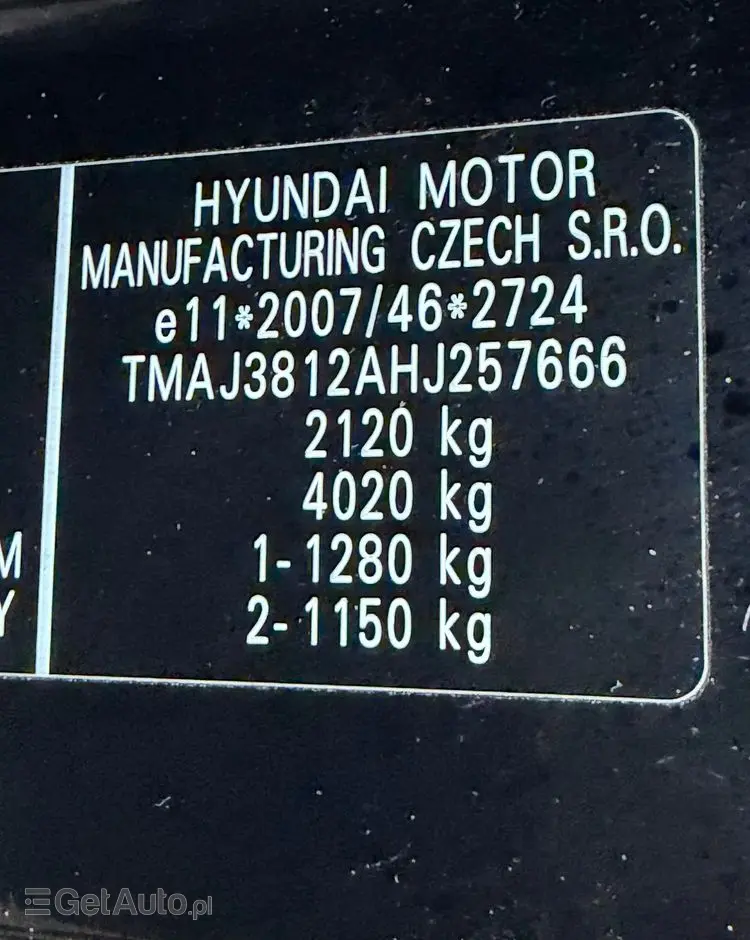 HYUNDAI MOTOR
MANUFACTURING CZECH S.R.O.
e11*2007/46*2724
TMAJ3812AHJ257666
2120 kg
4020 kg
M 1-1280 kg
Y 2-1150 kg
GetAuto.pl